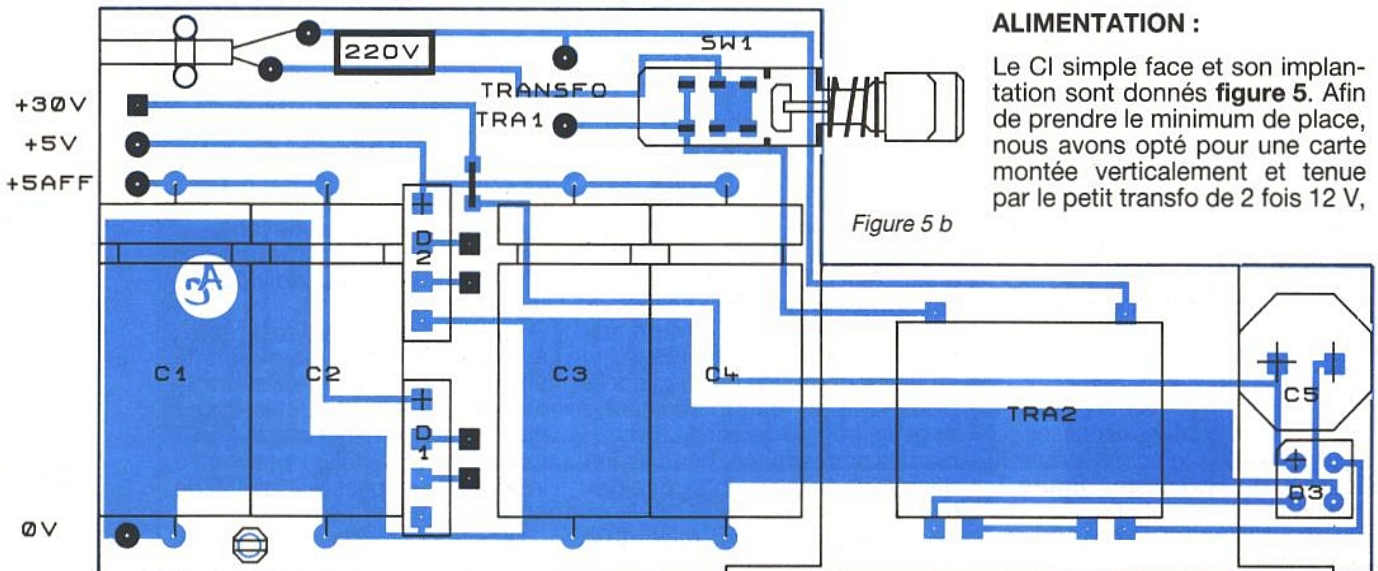 220V
SW1
TRANSFO
TRA1
+30V
+5V
+5AFF
D2
C1
C2
C3
C4
D1
TRA2
C5
D3
0V
ALIMENTATION :
Le CI simple face et son implan-
tation sont donnés figure 5. Afin
de prendre le minimum de place,
nous avons opté pour une carte
montée verticalement et tenue
par le petit transfo de 2 fois 12 V,
Figure 5 b